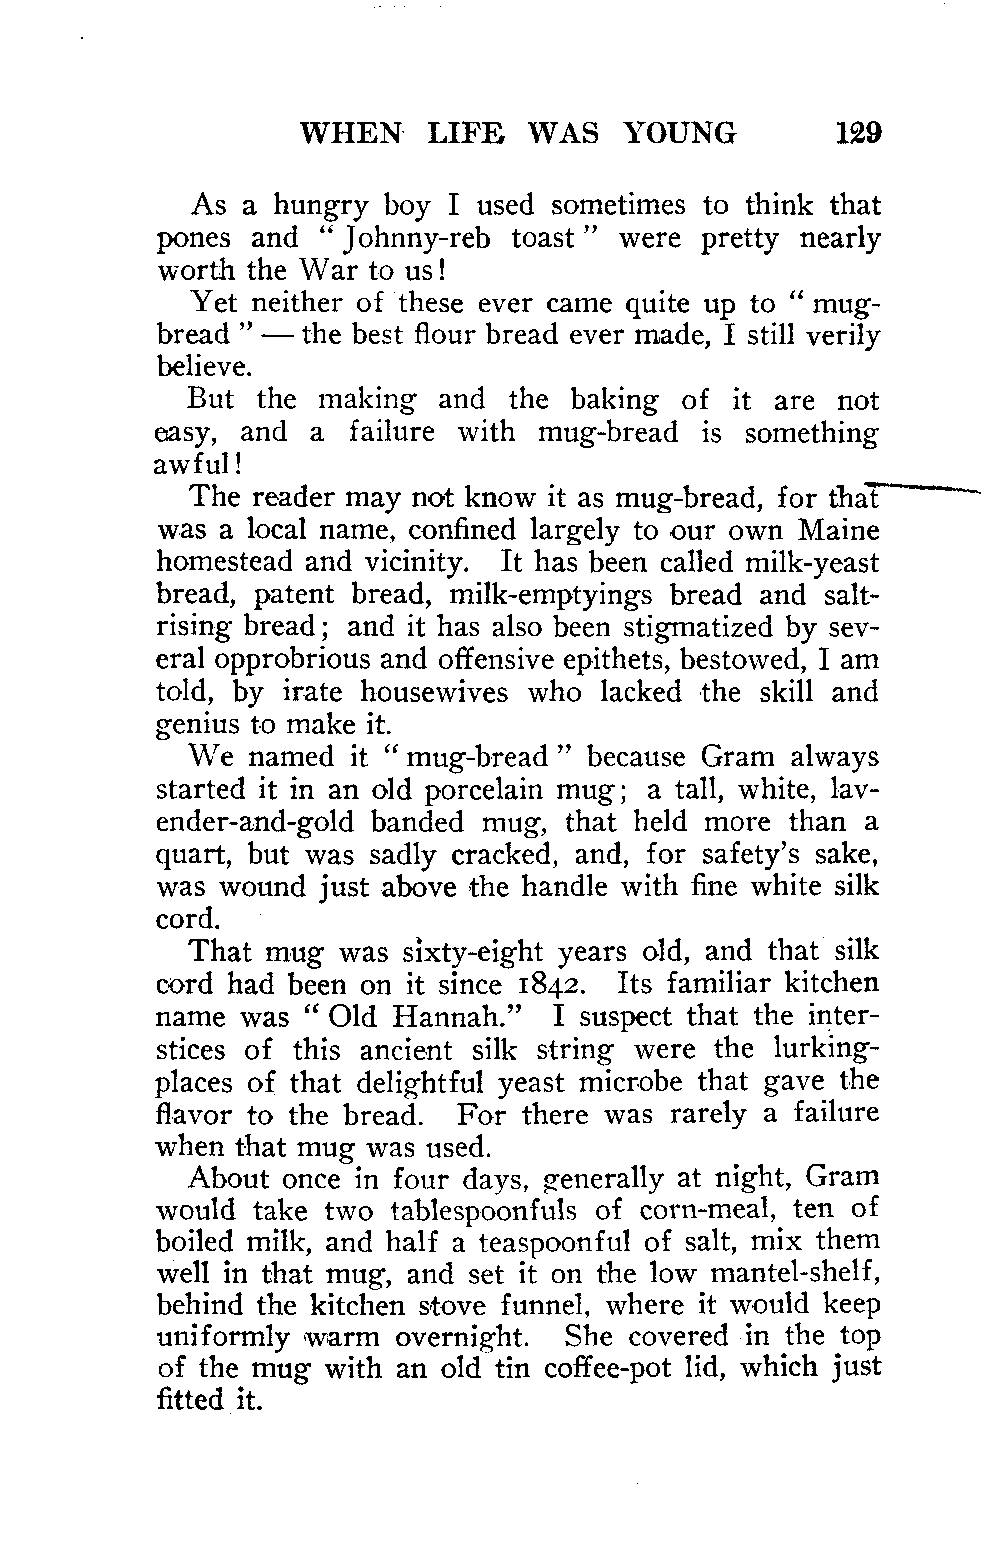 WHEN LIFE WAS YOUNG 129
As a hungry boy I used sometimes to think that
pones and “Johnny-reb toast” were pretty nearly
worth the War to us!
Yet neither of these ever came quite up to “mug-
bread” — the best flour bread ever made, I still verily
believe.
But the making and the baking of it are not
easy, and a failure with mug-bread is something
awful!
The reader may not know it as mug-bread, for that
was a local name, confined largely to our own Maine
homestead and vicinity. It has been called milk-yeast
bread, patent bread, milk-emptyings bread and salt-
rising bread; and it has also been stigmatized by sev-
eral opprobrious and offensive epithets, bestowed, I am
told, by irate housewives who lacked the skill and
genius to make it.
We named it “mug-bread” because Gram always
started it in an old porcelain mug; a tall, white, lav-
ender-and-gold banded mug, that held more than a
quart, but was sadly cracked, and, for safety’s sake,
was wound just above the handle with fine white silk
cord.
That mug was sixty-eight years old, and that silk
cord had been on it since 1842. Its familiar kitchen
name was “Old Hannah.” I suspect that the inter-
stices of this ancient silk string were the lurking-
places of that delightful yeast microbe that gave the
flavor to the bread. For there was rarely a failure
when that mug was used.
About once in four days, generally at night, Gram
would take two tablespoonfuls of corn-meal, ten of
boiled milk, and half a teaspoonful of salt, mix them
well in that mug, and set it on the low mantel-shelf,
behind the kitchen stove funnel, where it would keep
uniformly warm overnight. She covered in the top
of the mug with an old tin coffee-pot lid, which just
fitted it.